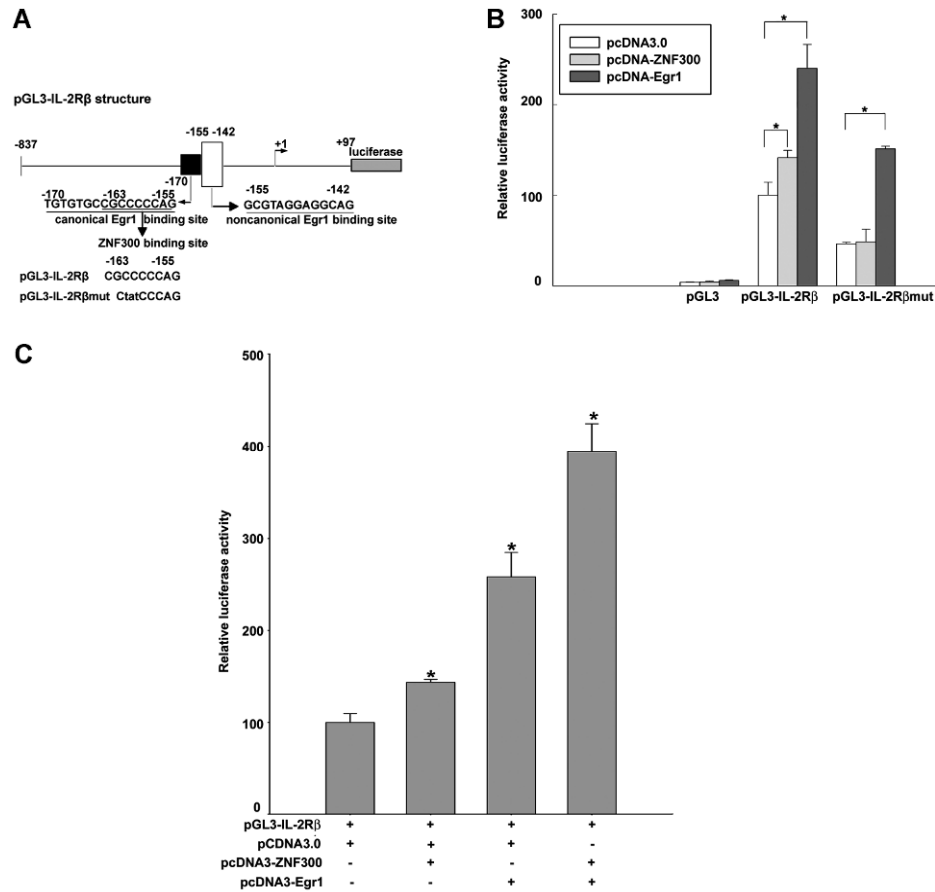 A
pGL3-IL-2Rβ structure
-155 -142
-837
+1
+97
luciferase
-170
-170 -163 -155
TGTGTGCCGCCCCCAG
canonical Egr1 binding site
-155 -142
GCGTAGGAGGCAG
noncanonical Egr1 binding site
ZNF300 binding site
-163 -155
pGL3-IL-2Rβ CGCCCCCAG
pGL3-IL-2Rβmut CtatCCCAG
B
Relative luciferase activity
300
200
100
0
pcDNA3.0
pcDNA-ZNF300
pcDNA-Egr1
*
*
*
pGL3 pGL3-IL-2Rβ pGL3-IL-2Rβmut
C
Relative luciferase activity
500
400
300
200
100
0
*
*
*
pGL3-IL-2Rβ + + + +
pCDNA3.0 + + + -
pcDNA3-ZNF300 - + - +
pcDNA3-Egr1 - - + +